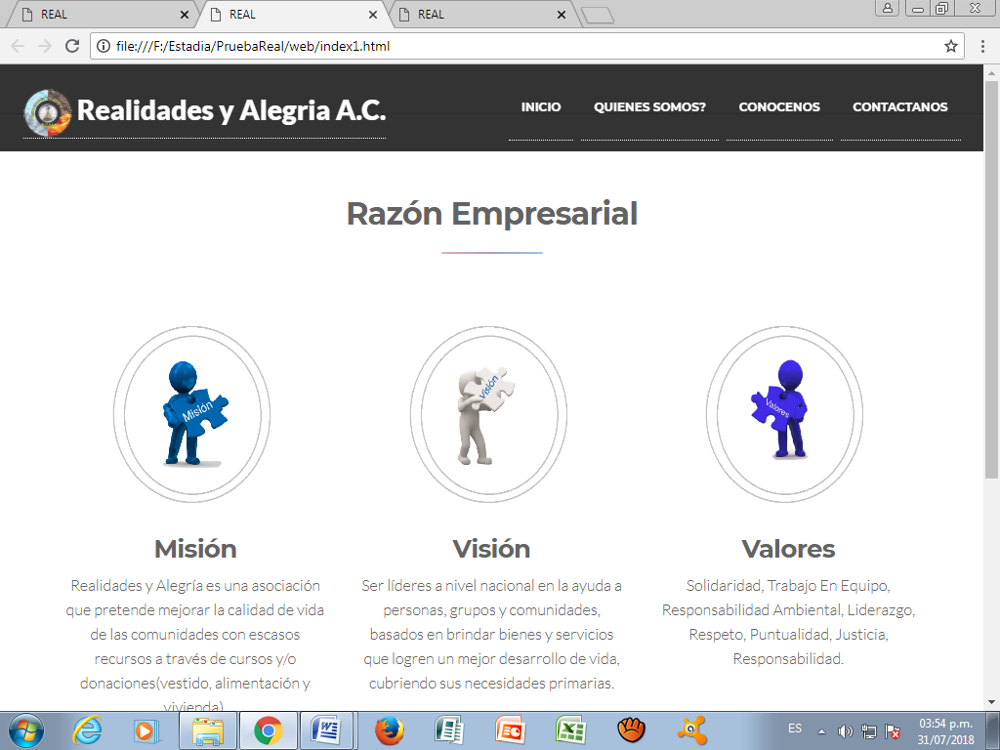 REAL
REAL
REAL
file:///F:/Estadia/PruebaReal/web/index1.html
Realidades y Alegria A.C.
INICIO
QUIENES SOMOS?
CONOCENOS
CONTACTANOS
Razón Empresarial
Misión
Visión
Valores
Misión
Realidades y Alegría es una asociación
que pretende mejorar la calidad de vida
de las comunidades con escasos
recursos a través de cursos y/o
donaciones(vestido, alimentación y
vivienda)
Visión
Ser líderes a nivel nacional en la ayuda a
personas, grupos y comunidades,
basados en brindar bienes y servicios
que logren un mejor desarrollo de vida,
cubriendo sus necesidades primarias.
Valores
Solidaridad, Trabajo En Equipo,
Responsabilidad Ambiental, Liderazgo,
Respeto, Puntualidad, Justicia,
Responsabilidad.
ES
03:54 p.m.
31/07/2018